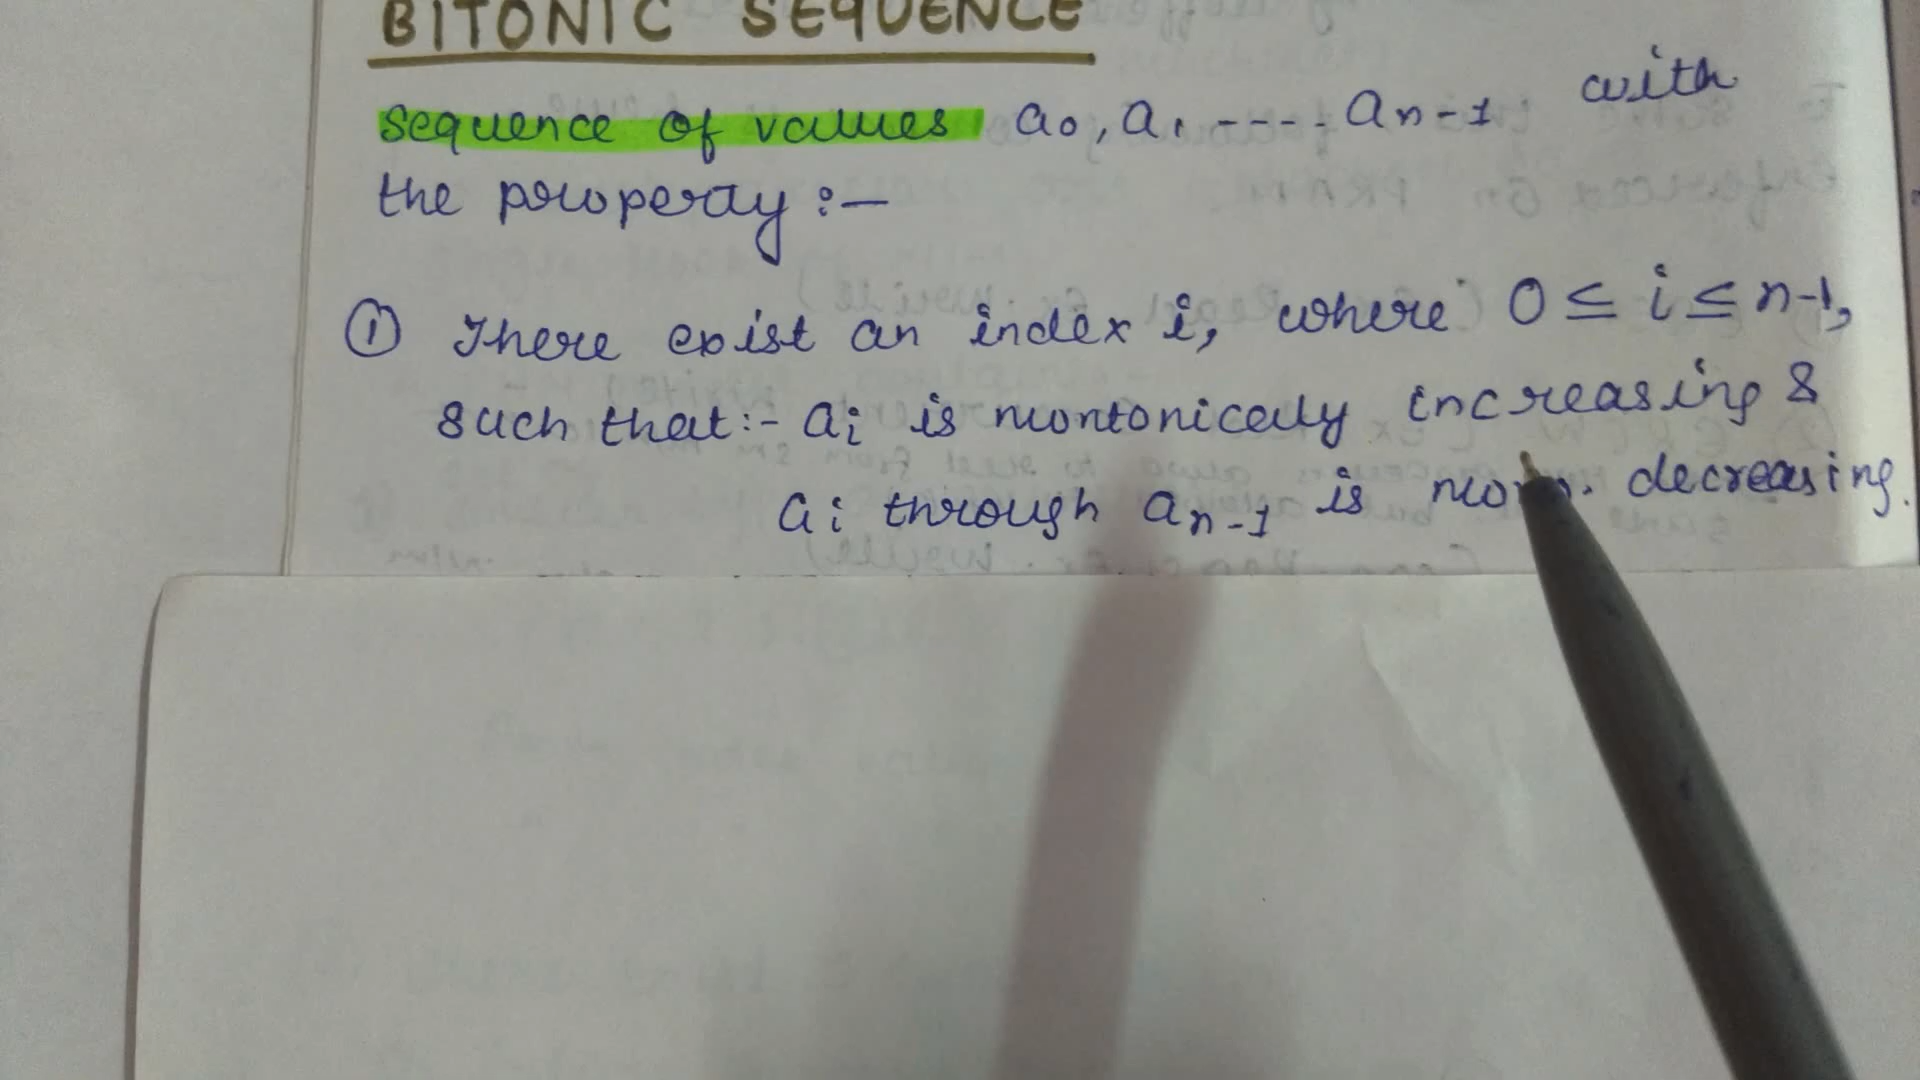 BITONIC SEQUENCE
sequence of values a0, a1 ---- an-1 with
the property :-
① There exist an index i, where 0 ≤ i ≤ n-1,
such that:- ai is montonicaly increasing &
ai through an-1 is decreasing.